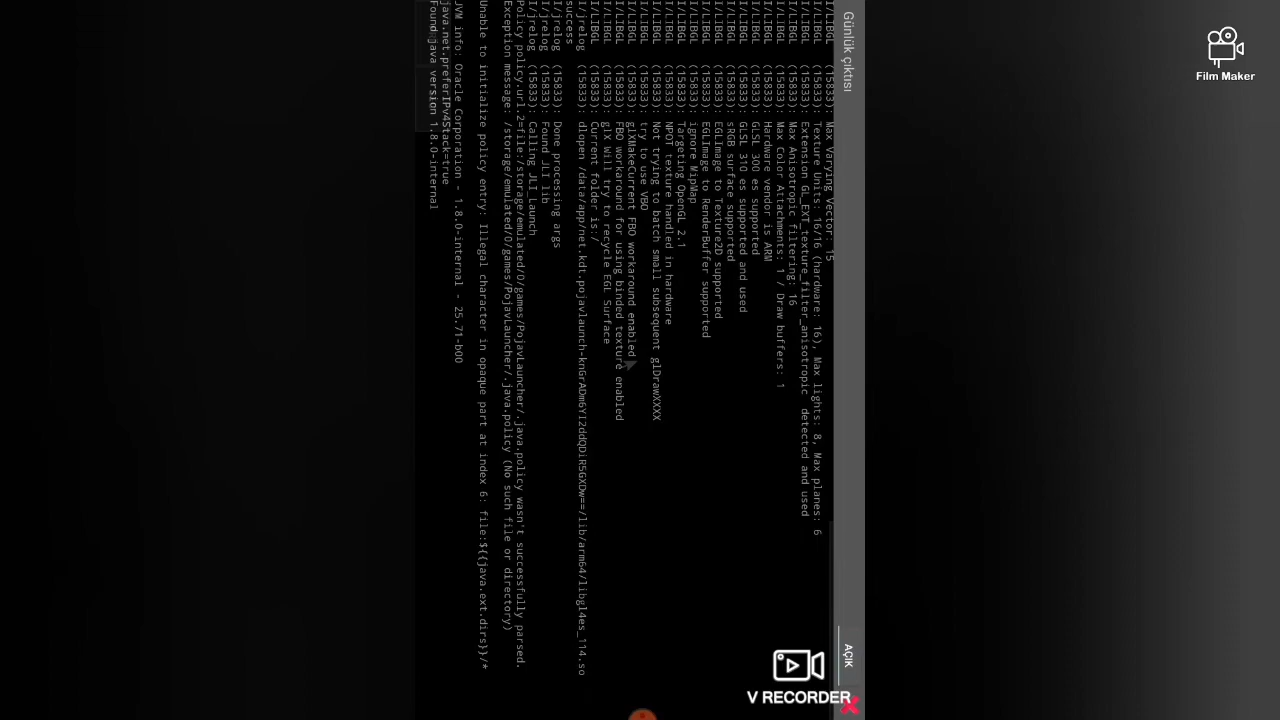 Günlük çıktısı
AÇIK
I/LIBGL (15833): Max Varying Vector: 15
I/LIBGL (15833): Texture Units: 16/16 (hardware: 16), Max lights: 8, Max planes: 6
I/LIBGL (15833): Extension GL_EXT_texture_filter_anisotropic detected and used
I/LIBGL (15833): Max Anisotropic filtering: 16
I/LIBGL (15833): Max Color Attachments: 1 / Draw buffers: 1
I/LIBGL (15833): Hardware vendor is ARM
I/LIBGL (15833): GLSL 300 es supported
I/LIBGL (15833): GLSL 310 es supported and used
I/LIBGL (15833): sRGB surface supported
I/LIBGL (15833): EGLImage to Texture2D supported
I/LIBGL (15833): EGLImage to RenderBuffer supported
I/LIBGL (15833): ignore MipMap
I/LIBGL (15833): Targeting OpenGL 2.1
I/LIBGL (15833): NPOT texture handled in hardware
I/LIBGL (15833): Not trying to batch small subsequent glDrawXXXX
I/LIBGL (15833): try to use VBO
I/LIBGL (15833): glXMakeCurrent FBO workaround enabled
I/LIBGL (15833): FBO workaround for using binded texture enabled
I/LIBGL (15833): glX Will try to recycle EGL Surface
I/LIBGL (15833): Current folder is:/
I/jrelog (15833): dlopen /data/app/net.kdt.pojavlaunch-knGrADm6YI2ddQDiR5GXDw==/lib/arm64/libgl4es_114.so
success
I/jrelog (15833): Done processing args
I/jrelog (15833): Found JLI lib
I/jrelog (15833): Calling JLI_Launch
Policy policy.url.2=file:/storage/emulated/0/games/PojavLauncher/.java.policy wasn't successfully parsed.
Exception message: /storage/emulated/0/games/PojavLauncher/.java.policy (No such file or directory)
Unable to initialize policy entry: Illegal character in opaque part at index 6: file:${{java.ext.dirs}}/*
JVM info: Oracle Corporation - 1.8.0-internal - 25.71-b00
java.net.preferIPv4Stack=true
Found java version 1.8.0-internal
Film Maker
V RECORDER